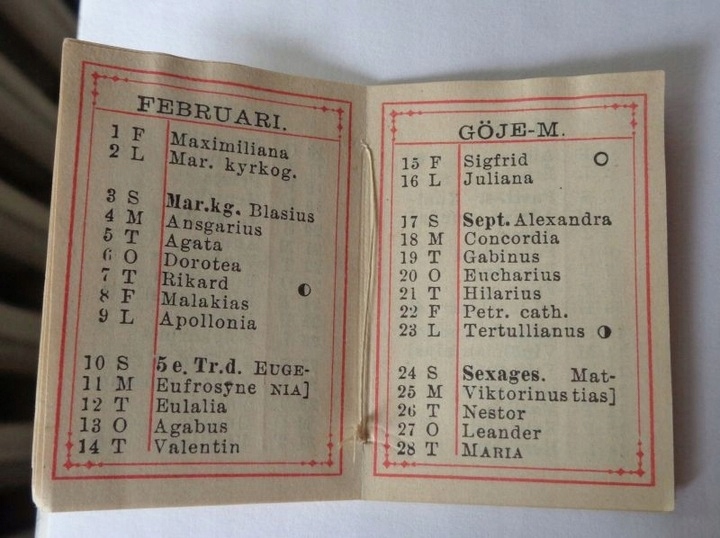 FEBRUARI.
1 F Maximiliana
2 L Mar. kyrkog.
3 S Mar.kg. Blasius
4 M Ansgarius
5 T Agata
6 O Dorotea
7 T Rikard
8 F Malakias
9 L Apollonia
10 S 5 e. Tr.d. EUGE-
11 M Eufrosyne NIA]
12 T Eulalia
13 O Agabus
14 T Valentin
GÖJE-M.
15 F Sigfrid
16 L Juliana
17 S Sept. Alexandra
18 M Concordia
19 T Gabinus
20 O Eucharius
21 T Hilarius
22 F Petr. cath.
23 L Tertullianus
24 S Sexages. Mat-
25 M Viktorinus tias]
26 T Nestor
27 O Leander
28 T MARIA